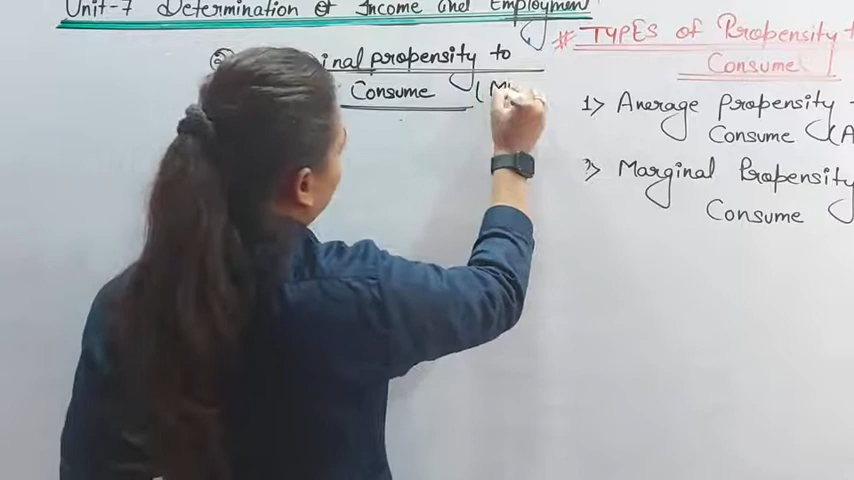 Unit-7 Determination of Income and Employment
inal propensity to
Consume (M
# TYPES of Propensity t
Consume
1> Average propensity
Consume (A
2> Marginal Propensity
Consume